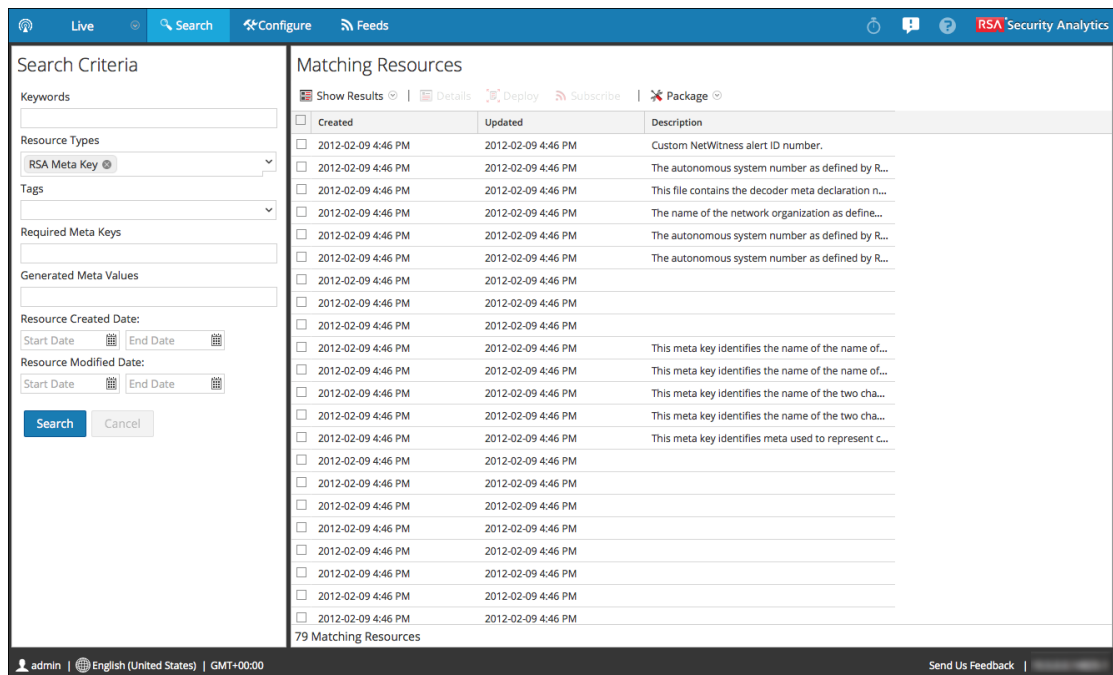 Live Search Configure Feeds RSA Security Analytics
Search Criteria
Keywords
Resource Types
RSA Meta Key
Tags
Required Meta Keys
Generated Meta Values
Resource Created Date:
Start Date End Date
Resource Modified Date:
Start Date End Date
Search Cancel
Matching Resources
Show Results | Details Deploy Subscribe | Package
Created Updated Description
2012-02-09 4:46 PM 2012-02-09 4:46 PM Custom NetWitness alert ID number.
2012-02-09 4:46 PM 2012-02-09 4:46 PM The autonomous system number as defined by R...
2012-02-09 4:46 PM 2012-02-09 4:46 PM This file contains the decoder meta declaration n...
2012-02-09 4:46 PM 2012-02-09 4:46 PM The name of the network organization as define...
2012-02-09 4:46 PM 2012-02-09 4:46 PM The autonomous system number as defined by R...
2012-02-09 4:46 PM 2012-02-09 4:46 PM The autonomous system number as defined by R...
2012-02-09 4:46 PM 2012-02-09 4:46 PM
2012-02-09 4:46 PM 2012-02-09 4:46 PM
2012-02-09 4:46 PM 2012-02-09 4:46 PM
2012-02-09 4:46 PM 2012-02-09 4:46 PM This meta key identifies the name of the name of...
2012-02-09 4:46 PM 2012-02-09 4:46 PM This meta key identifies the name of the name of...
2012-02-09 4:46 PM 2012-02-09 4:46 PM This meta key identifies the name of the two cha...
2012-02-09 4:46 PM 2012-02-09 4:46 PM This meta key identifies the name of the two cha...
2012-02-09 4:46 PM 2012-02-09 4:46 PM This meta key identifies meta used to represent c...
2012-02-09 4:46 PM 2012-02-09 4:46 PM
2012-02-09 4:46 PM 2012-02-09 4:46 PM
2012-02-09 4:46 PM 2012-02-09 4:46 PM
2012-02-09 4:46 PM 2012-02-09 4:46 PM
2012-02-09 4:46 PM 2012-02-09 4:46 PM
2012-02-09 4:46 PM 2012-02-09 4:46 PM
2012-02-09 4:46 PM 2012-02-09 4:46 PM
2012-02-09 4:46 PM 2012-02-09 4:46 PM
79 Matching Resources
admin | English (United States) | GMT+00:00 Send Us Feedback |